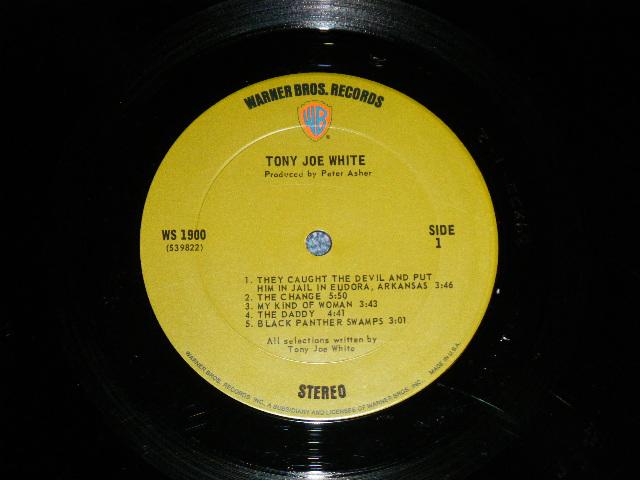 WARNER BROS. RECORDS
WB
®
TONY JOE WHITE
Produced by Peter Asher
WS 1900
(S39822)
SIDE
1
1. THEY CAUGHT THE DEVIL AND PUT
HIM IN JAIL IN EUDORA, ARKANSAS 3:46
2. THE CHANGE 5:50
3. MY KIND OF WOMAN 3:43
4. THE DADDY 4:41
5. BLACK PANTHER SWAMPS 3:01
All selections written by
Tony Joe White
STEREO
WARNER BROS. RECORDS INC. A SUBSIDIARY AND LICENSEE OF WARNER BROS. INC. MADE IN U.S.A.